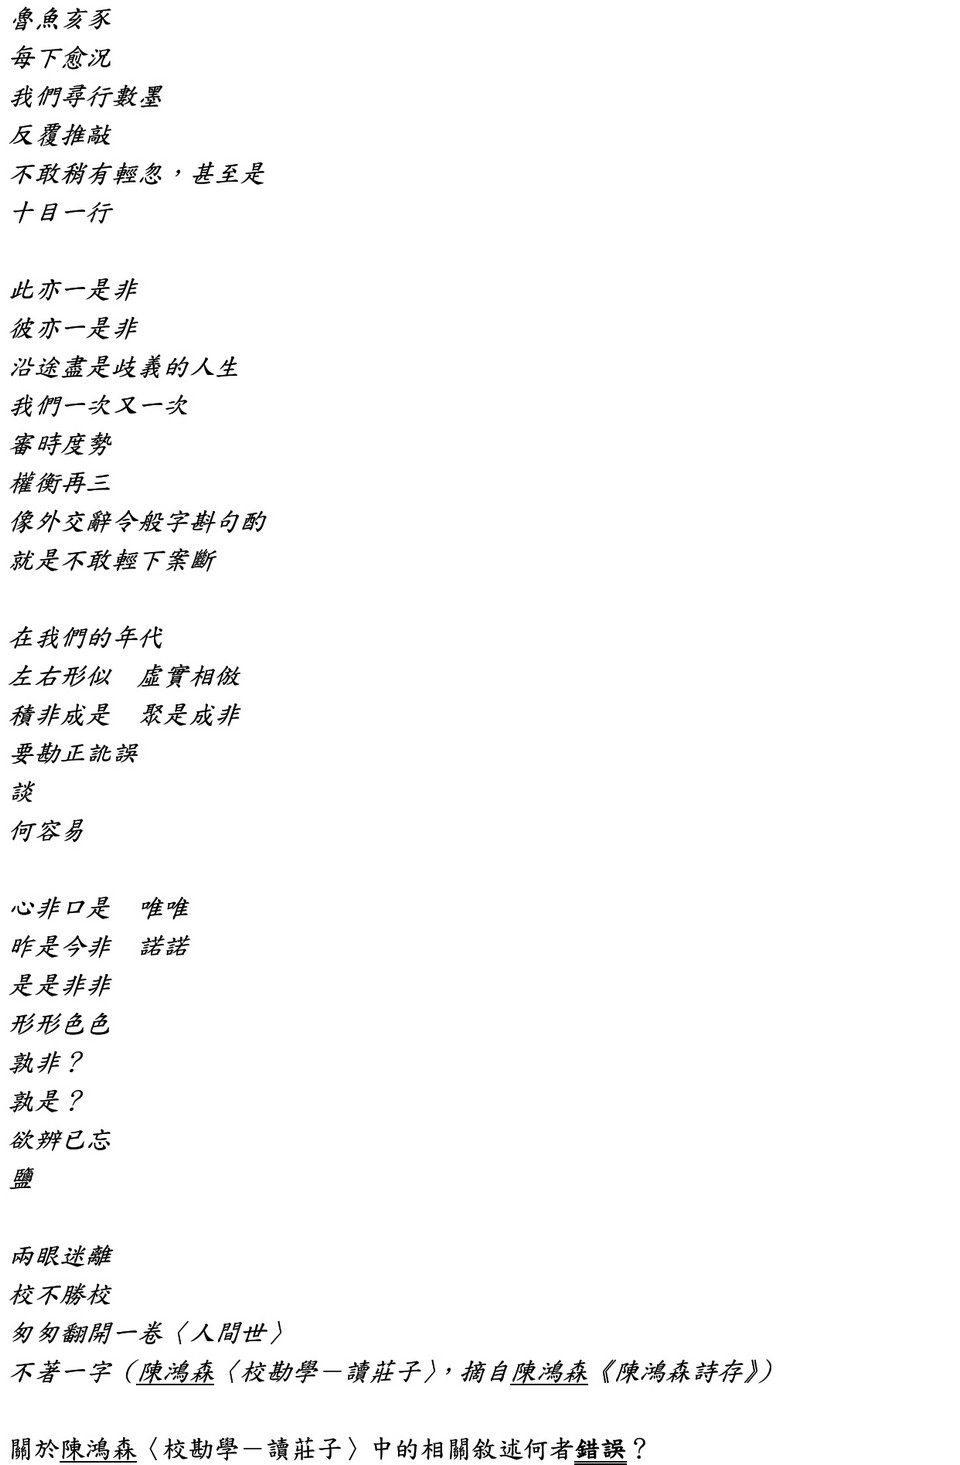 魯魚亥豕
每下愈況
我們尋行數墨
反覆推敲
不敢稍有輕忽，甚至是
十目一行
此亦一是非
彼亦一是非
沿途盡是歧義的人生
我們一次又一次
審時度勢
權衡再三
像外交辭令般字斟句酌
就是不敢輕下案斷
在我們的年代
左右形似　虛實相倣
積非成是　聚是成非
要勘正訛誤
談
何容易
心非口是　唯唯
昨是今非　諾諾
是是非非
形形色色
孰非？
孰是？
欲辨已忘
鹽
兩眼迷離
校不勝校
匆匆翻開一卷〈人間世〉
不著一字（陳鴻森〈校勘學－讀莊子〉，摘自陳鴻森《陳鴻森詩存》）
關於陳鴻森〈校勘學－讀莊子〉中的相關敘述何者錯誤？